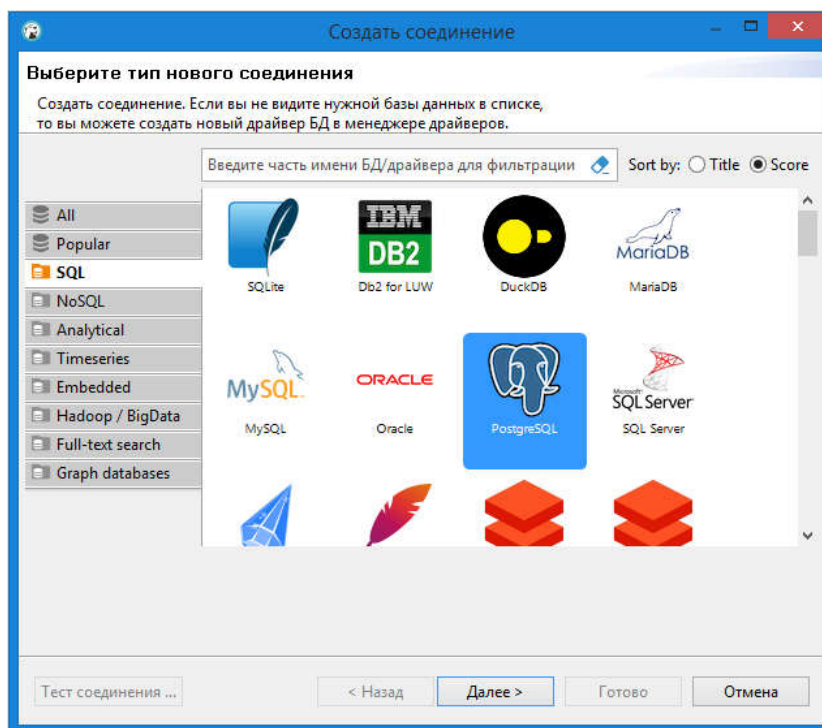 Создать соединение
Выберите тип нового соединения
Создать соединение. Если вы не видите нужной базы данных в списке,
то вы можете создать новый драйвер БД в менеджере драйверов.
Введите часть имени БД/драйвера для фильтрации
Sort by: Title Score
All
Popular
SQL
NoSQL
Analytical
Timeseries
Embedded
Hadoop / BigData
Full-text search
Graph databases
IBM
DB2
MariaDB
SQLite
Db2 for LUW
DuckDB
MariaDB
MySQL
ORACLE
Microsoft
SQL Server
MySQL
Oracle
PostgreSQL
SQL Server
Тест соединения ...
< Назад
Далее >
Готово
Отмена